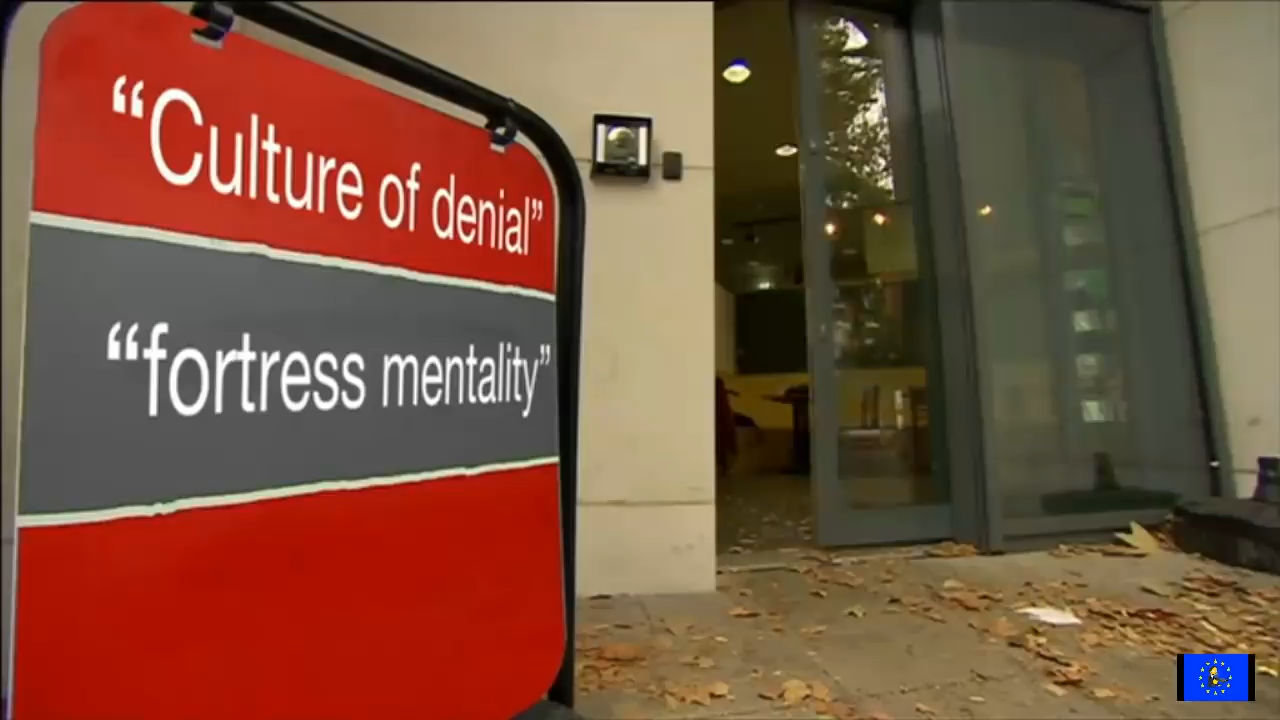 “Culture of denial”
“fortress mentality”